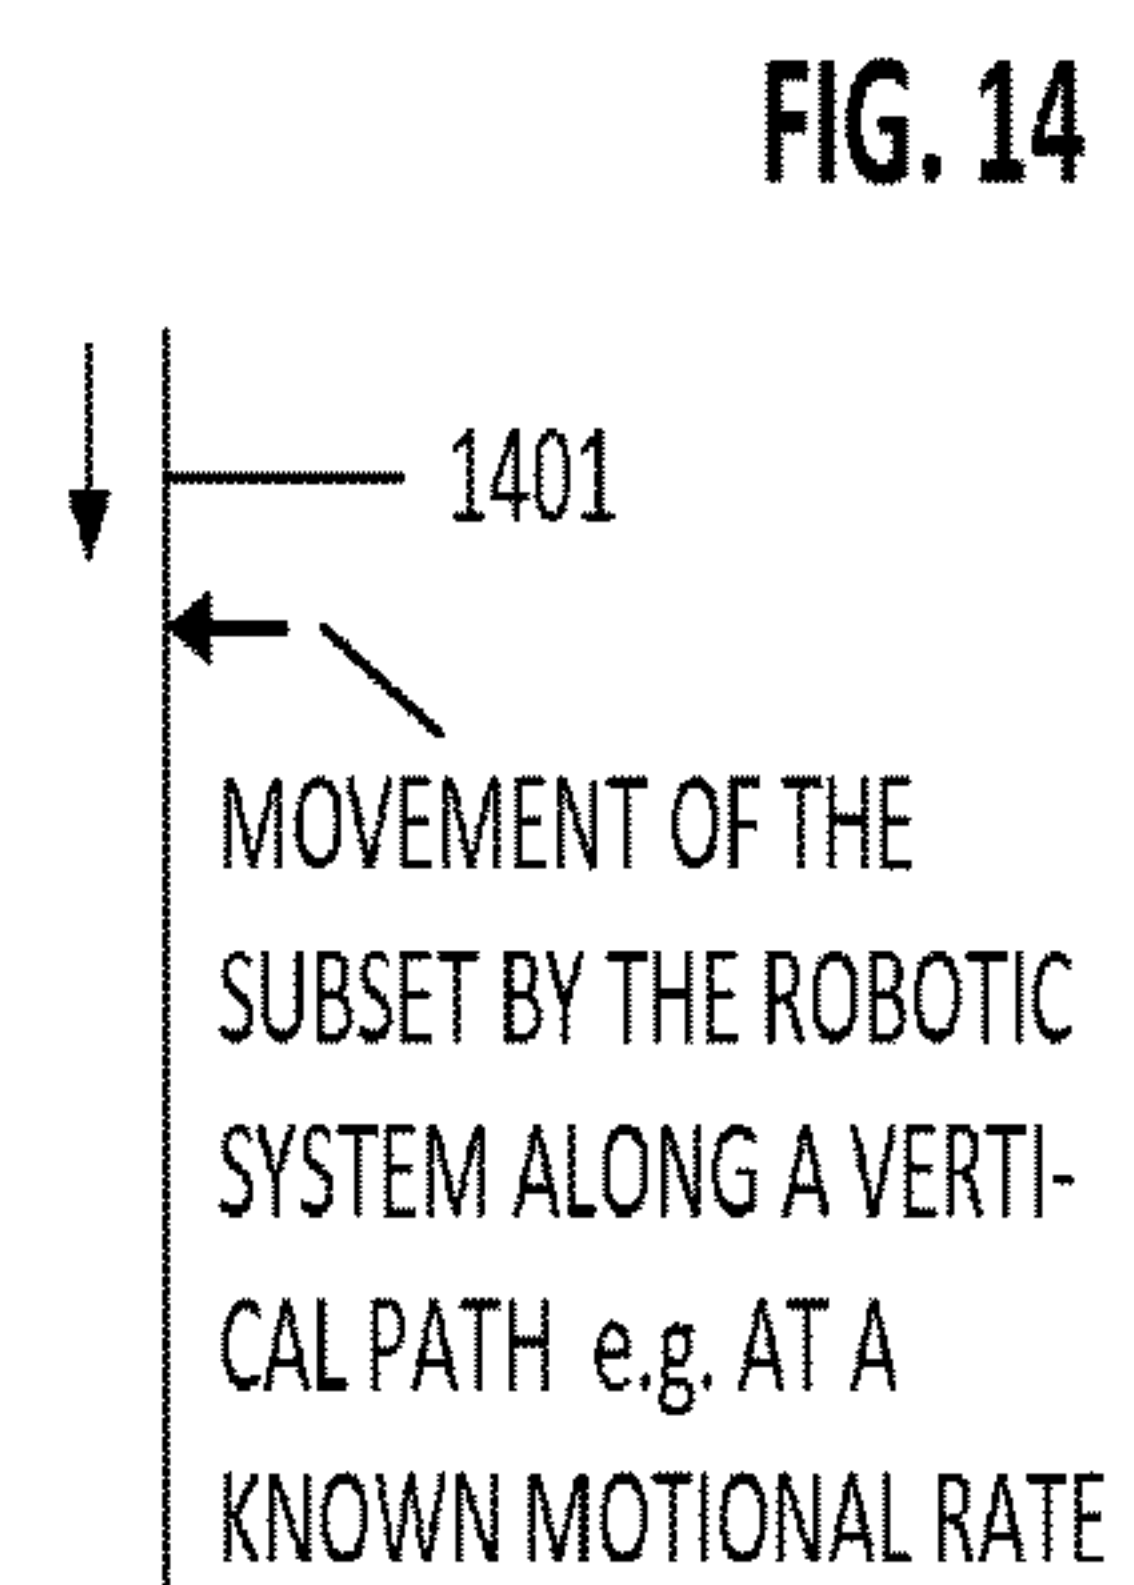 FIG. 14
1401
MOVEMENT OF THE
SUBSET BY THE ROBOTIC
SYSTEM ALONG A VERTI-
CAL PATH e.g. AT A
KNOWN MOTIONAL RATE